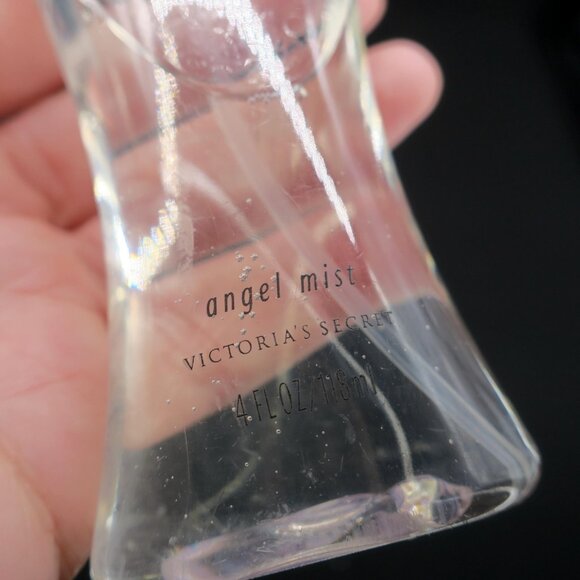 angel mist
VICTORIA'S SECRET
4 FL OZ/118ml